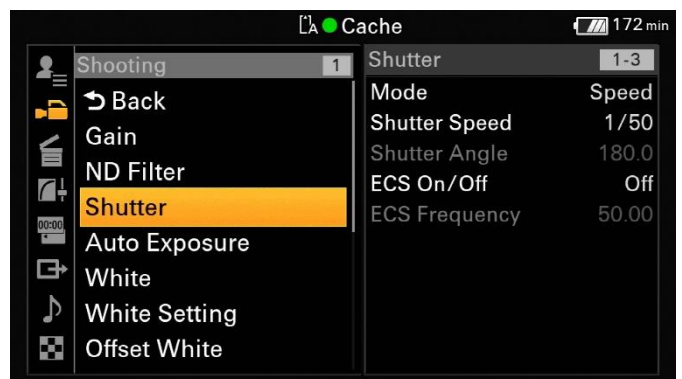 A Cache 172 min
Shooting 1
Back
Gain
ND Filter
Shutter
Auto Exposure
White
White Setting
Offset White
00:00
Shutter 1-3
Mode Speed
Shutter Speed 1/50
Shutter Angle 180.0
ECS On/Off Off
ECS Frequency 50.00